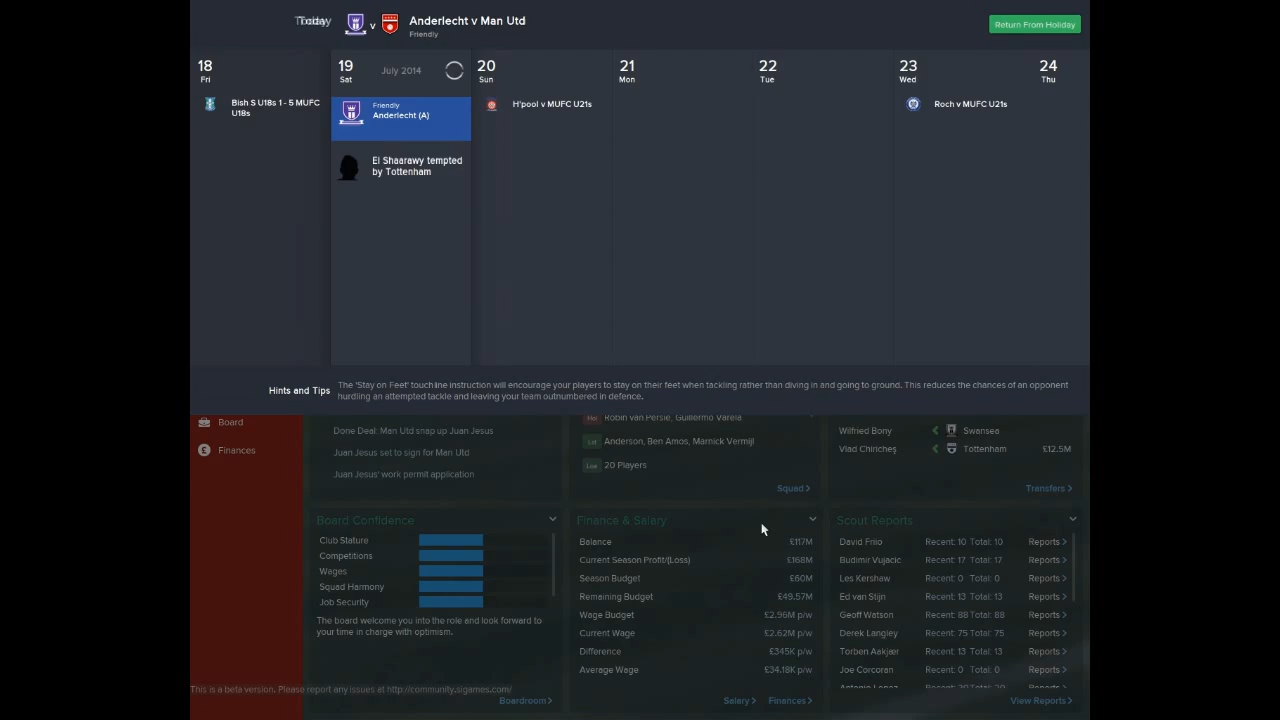 Today
v
Anderlecht v Man Utd
Friendly
Return From Holiday
18
Fri
19
Sat
July 2014
20
Sun
21
Mon
22
Tue
23
Wed
24
Thu
Bish S U18s 1 - 5 MUFC
U18s
Friendly
Anderlecht (A)
El Shaarawy tempted
by Tottenham
H'pool v MUFC U21s
Roch v MUFC U21s
Hints and Tips
The 'Stay on Feet' touchline instruction will encourage your players to stay on their feet when tackling rather than diving in and going to ground. This reduces the chances of an opponent
hurdling an attempted tackle and leaving your team outnumbered in defence.
Board
Finances
Done Deal: Man Utd snap up Juan Jesus
Juan Jesus set to sign for Man Utd
Juan Jesus' work permit application
Robin van Persie, Guillermo Varela
Lst Anderson, Ben Amos, Marnick Vermijl
Loa 20 Players
Squad >
Wilfried Bony Swansea
Vlad Chiricheş Tottenham £12.5M
Transfers >
Board Confidence
Club Stature
Competitions
Wages
Squad Harmony
Job Security
The board welcome you into the role and look forward to
your time in charge with optimism.
Boardroom >
Finance & Salary
Balance £117M
Current Season Profit/(Loss) £168M
Season Budget £60M
Remaining Budget £49.57M
Wage Budget £2.96M p/w
Current Wage £2.62M p/w
Difference £345K p/w
Average Wage £34.18K p/w
Salary > Finances >
Scout Reports
David Friio Recent: 10 Total: 10 Reports >
Budimir Vujacic Recent: 17 Total: 17 Reports >
Les Kershaw Recent: 0 Total: 0 Reports >
Ed van Stijn Recent: 13 Total: 13 Reports >
Geoff Watson Recent: 88 Total: 88 Reports >
Derek Langley Recent: 75 Total: 75 Reports >
Torben Aakjær Recent: 13 Total: 13 Reports >
Joe Corcoran Recent: 0 Total: 0 Reports >
View Reports >
This is a beta version. Please report any issues at http://community.sigames.com/